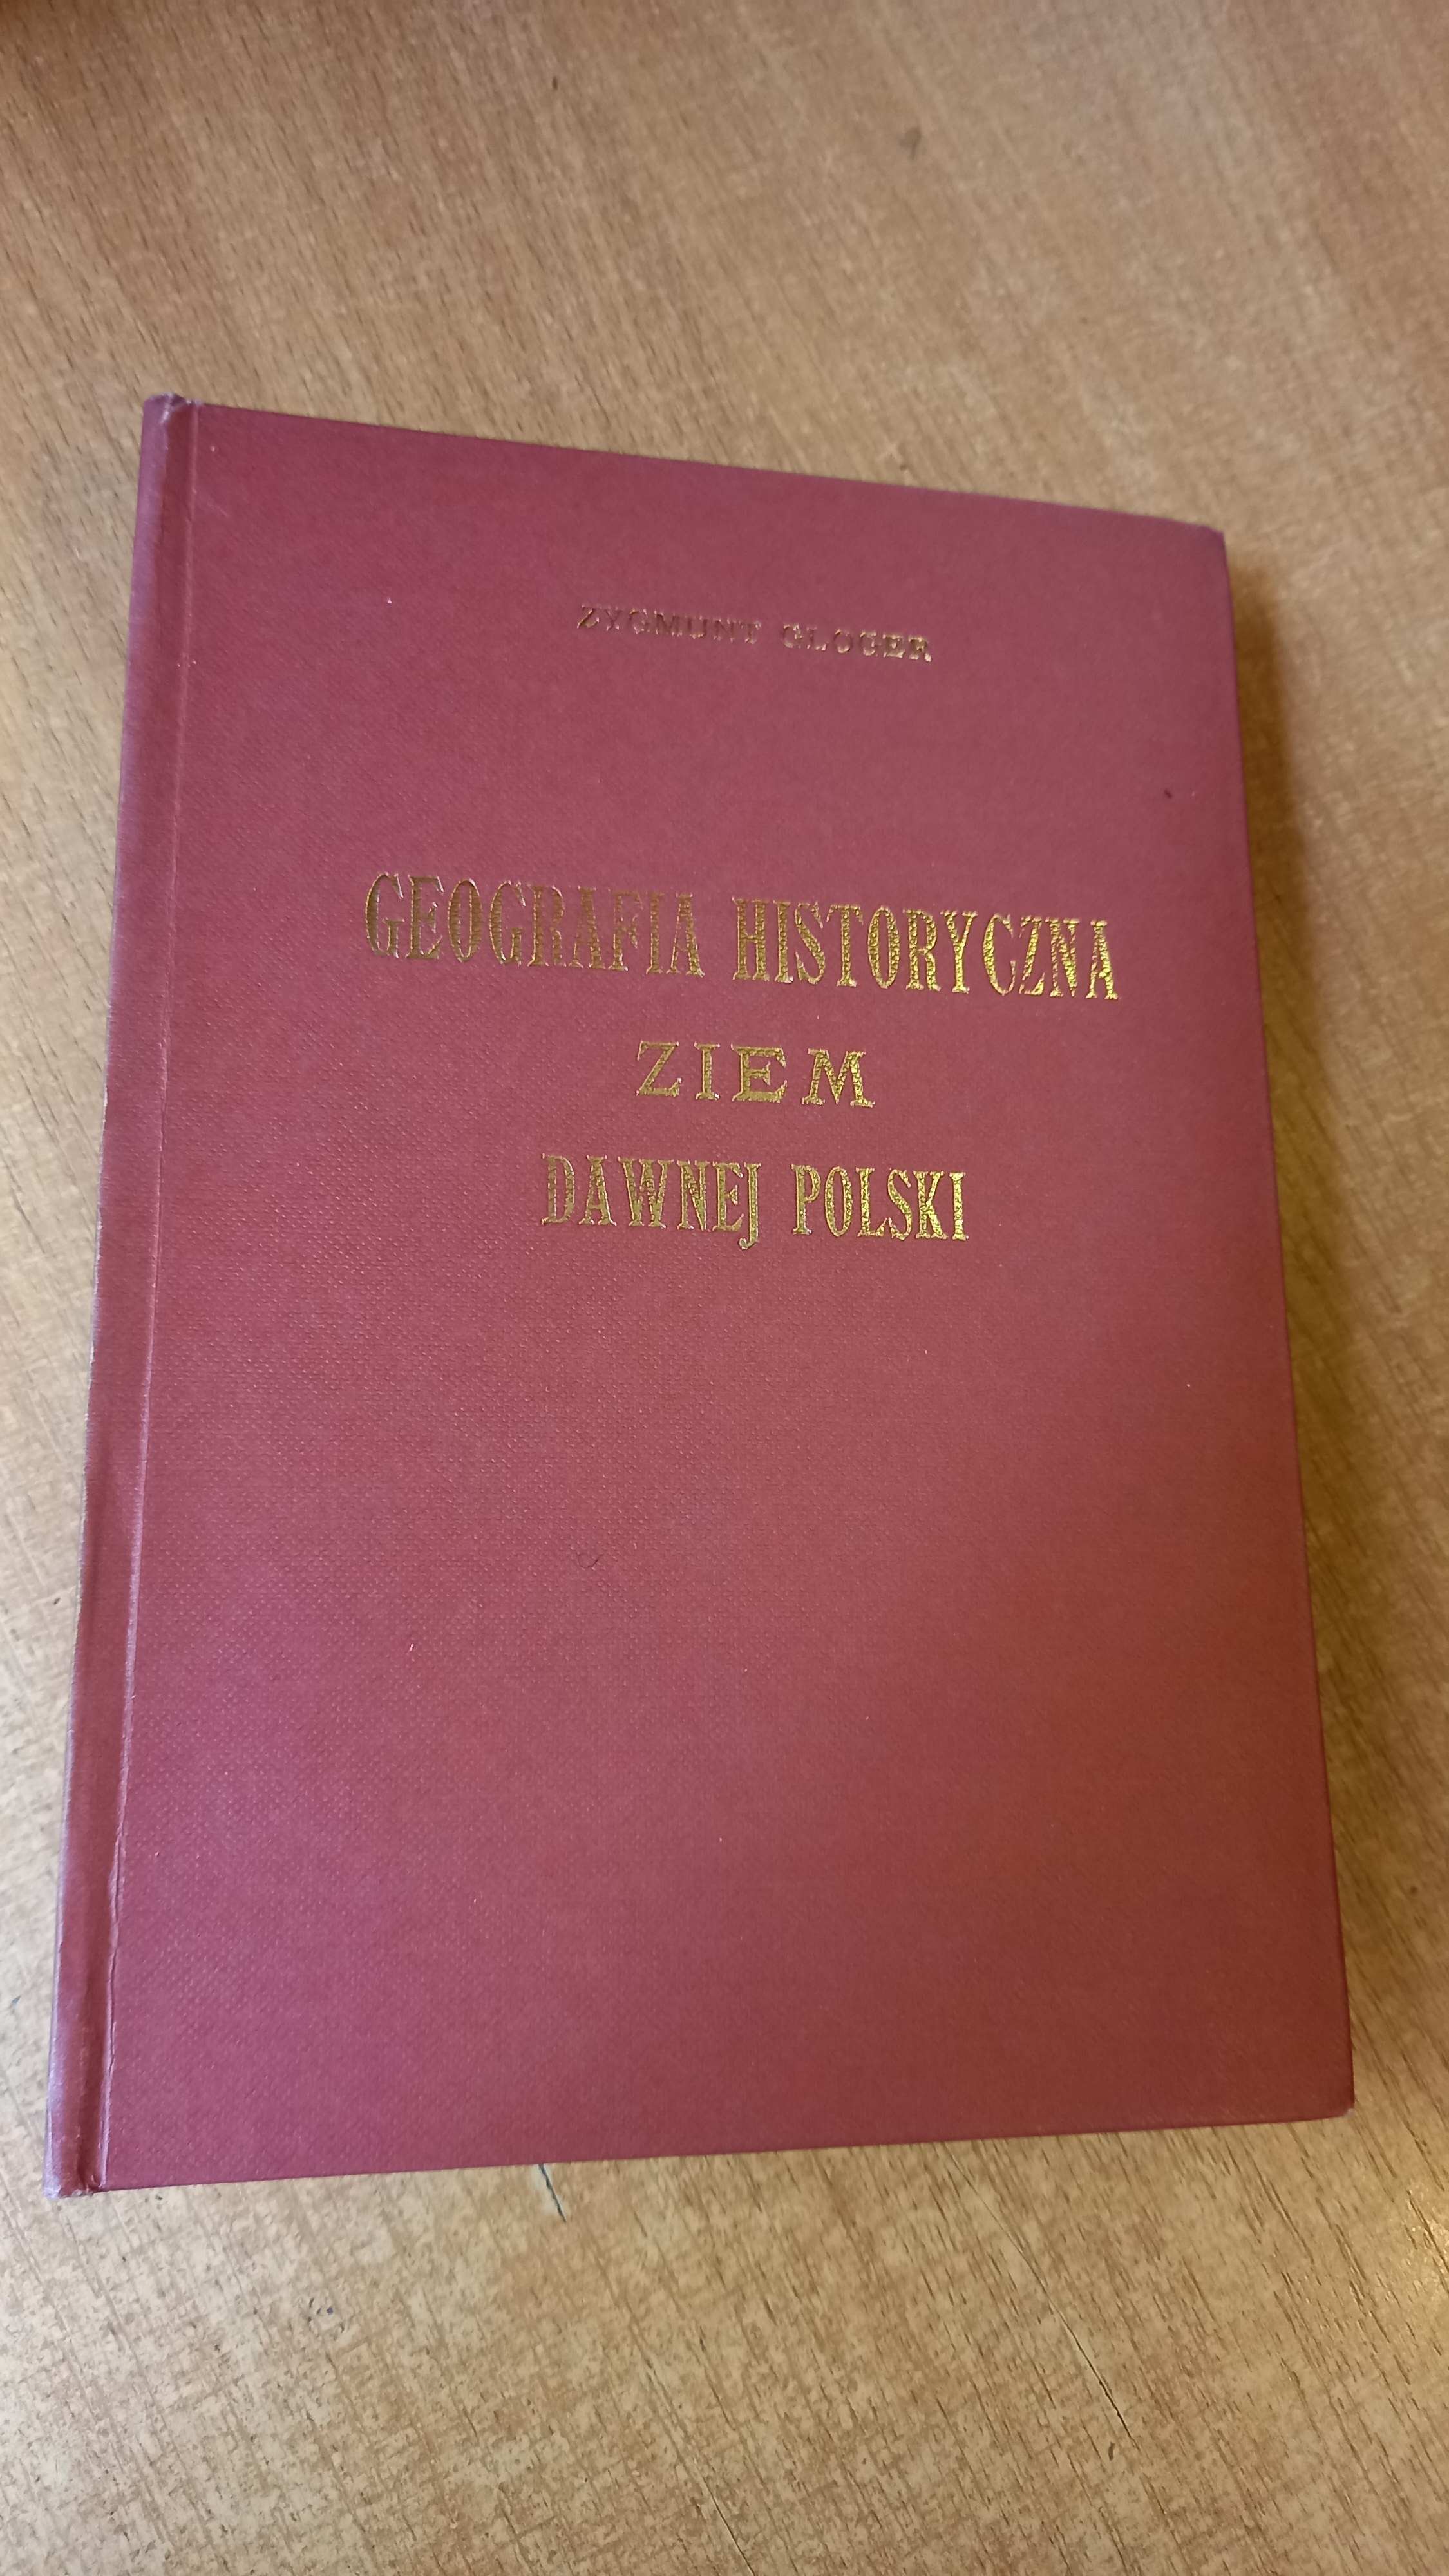 ZYGMUNT GLOGER
GEOGRAFIA HISTORYCZNA
ZIEM
DAWNEJ POLSKI